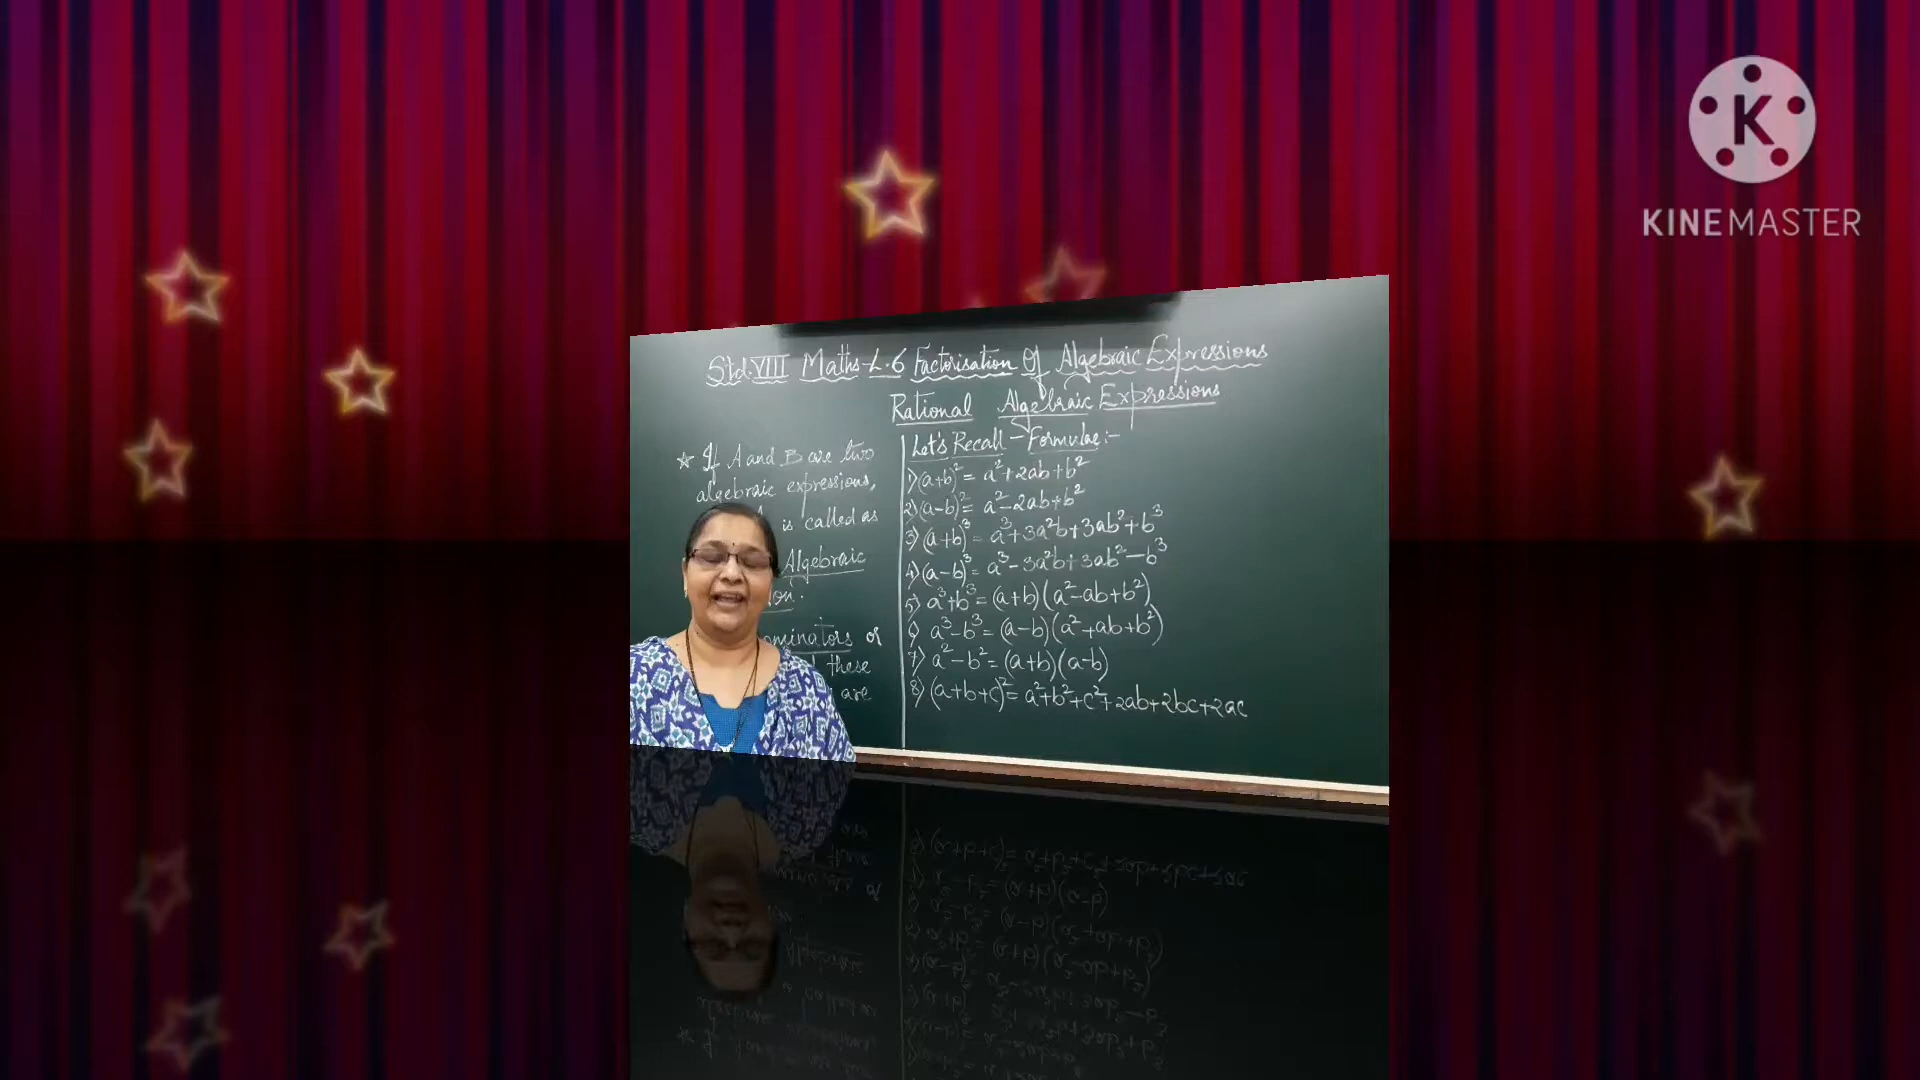 K
KINEMASTER
Std.VIII Maths-L.6 Factorisation Of Algebraic Expressions
Rational Algebraic Expressions
☆ If A and B are two
algebraic expressions,
is called as
Algebraic
on.
ominators of
these
are
Let's Recall - Formulae:-
1) (a+b)² = a²+2ab+b²
2) (a-b)² = a²-2ab+b²
3) (a+b)³ = a³+3a²b+3ab²+b³
4) (a-b)³ = a³-3a²b+3ab²-b³
5) a³+b³ = (a+b)(a²-ab+b²)
6) a³-b³ = (a-b)(a²+ab+b²)
7) a²-b² = (a+b)(a-b)
8) (a+b+c)² = a²+b²+c²+2ab+2bc+2ac